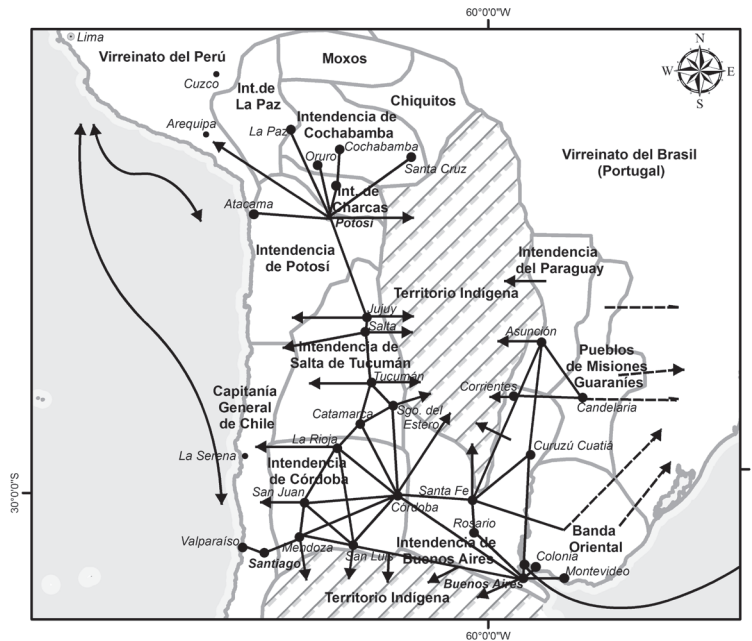 60°0'0"W
Lima
Virreinato del Perú
Moxos
N
W E
S
Cuzco
Int.de
La Paz
Chiquitos
Intendencia de
Cochabamba
Arequipa
La Paz
Cochabamba
Oruro
Santa Cruz
Virreinato del Brasil
(Portugal)
Int. de
Charcas
Potosí
Atacama
Intendencia
de Potosí
Intendencia
del Paraguay
Territorio Indígena
Jujuy
Salta
Asunción
Intendencia de
Salta de Tucumán
Pueblos
de Misiones
Guaraníes
Tucumán
Corrientes
Candelaria
Capitanía
General
de Chile
Catamarca
Sgo. del
Estero
La Rioja
Curuzú Cuatiá
La Serena
Intendencia
de Córdoba
30°0'0"S
San Juan
Santa Fe
Córdoba
Rosario
Banda
Oriental
Valparaíso
Mendoza
San Luis
Intendencia de
Buenos Aires
Santiago
Colonia
Montevideo
Buenos Aires
Territorio Indígena
60°0'0"W